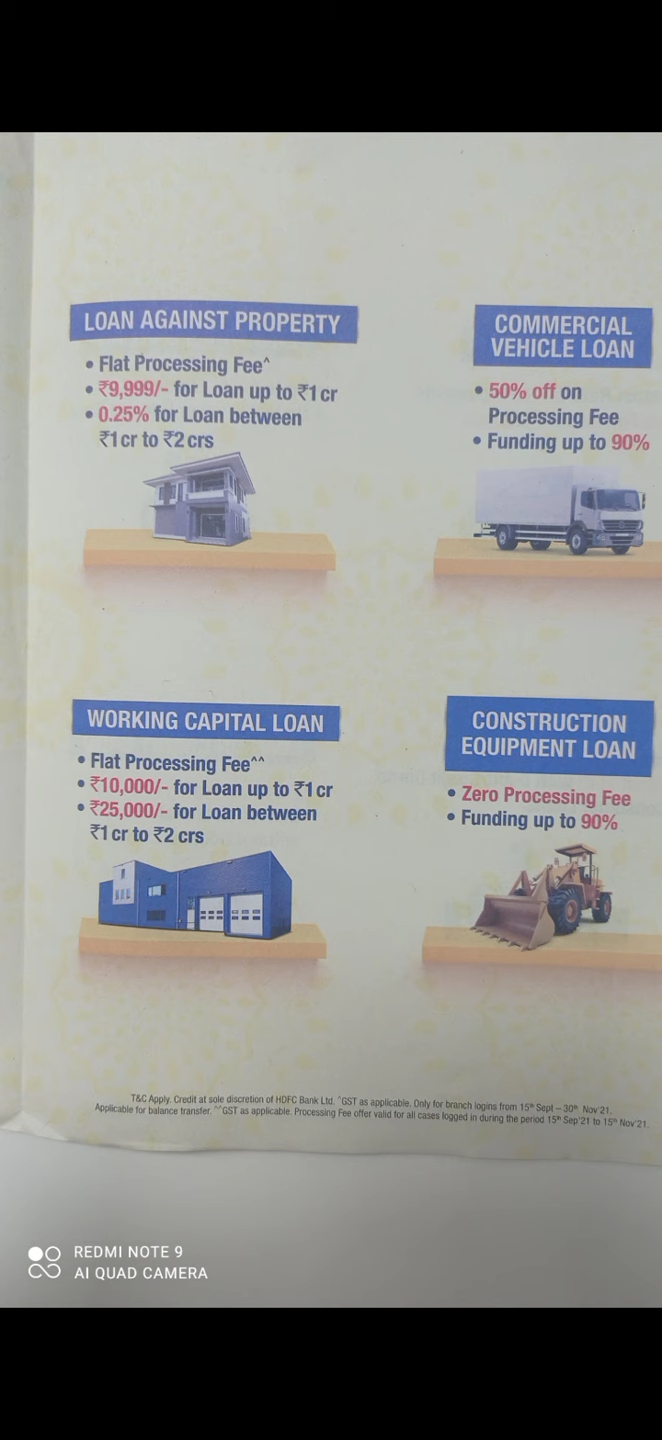 LOAN AGAINST PROPERTY
• Flat Processing Fee^
• ₹9,999/- for Loan up to ₹1 cr
• 0.25% for Loan between
₹1 cr to ₹2 crs
COMMERCIAL
VEHICLE LOAN
• 50% off on
Processing Fee
• Funding up to 90%
WORKING CAPITAL LOAN
• Flat Processing Fee^^
• ₹10,000/- for Loan up to ₹1 cr
• ₹25,000/- for Loan between
₹1 cr to ₹2 crs
CONSTRUCTION
EQUIPMENT LOAN
• Zero Processing Fee
• Funding up to 90%
T&C Apply. Credit at sole discretion of HDFC Bank Ltd. ^GST as applicable. Only for branch logins from 15th Sept – 30th Nov'21.
Applicable for balance transfer. ^^GST as applicable. Processing Fee offer valid for all cases logged in during the period 15th Sep'21 to 15th Nov'21.
REDMI NOTE 9
AI QUAD CAMERA